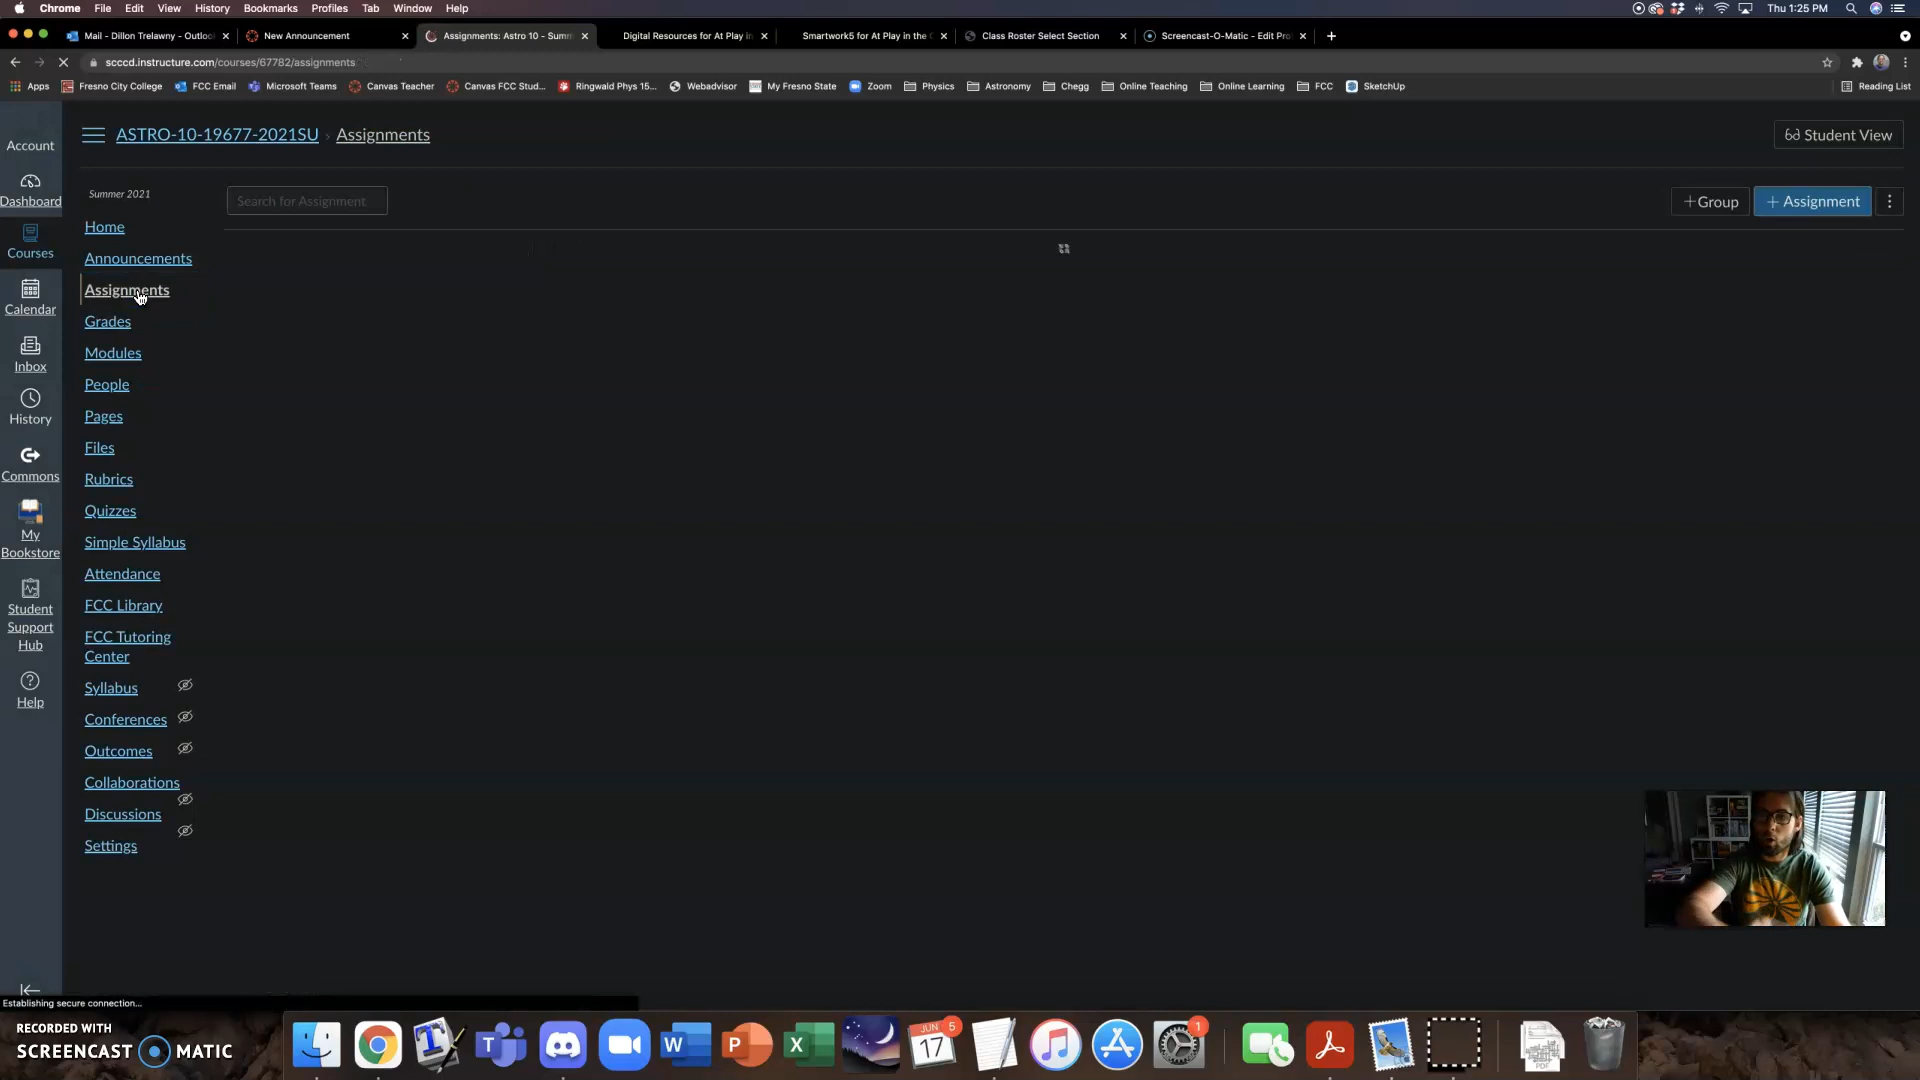 Chrome File Edit View History Bookmarks Profiles Tab Window Help
Thu 1:25 PM
Mail - Dillon Trelawny - Outloo
New Announcement
Assignments: Astro 10 - Summ
Digital Resources for At Play in
Smartwork5 for At Play in the C
Class Roster Select Section
Screencast-O-Matic - Edit Pro
scccd.instructure.com/courses/67782/assignments
Apps Fresno City College FCC Email Microsoft Teams Canvas Teacher Canvas FCC Stud... Ringwald Phys 15... Webadvisor My Fresno State Zoom Physics Astronomy Chegg Online Teaching Online Learning FCC SketchUp Reading List
ASTRO-10-19677-2021SU › Assignments
Student View
Account
Dashboard
Courses
Calendar
Inbox
History
Commons
My
Bookstore
Student
Support
Hub
Help
Summer 2021
Home
Announcements
Assignments
Grades
Modules
People
Pages
Files
Rubrics
Quizzes
Simple Syllabus
Attendance
FCC Library
FCC Tutoring
Center
Syllabus
Conferences
Outcomes
Collaborations
Discussions
Settings
Search for Assignment
+Group
+ Assignment
Establishing secure connection...
RECORDED WITH
SCREENCAST O MATIC
T
W
P
X
JUN 5
17
1
PDF